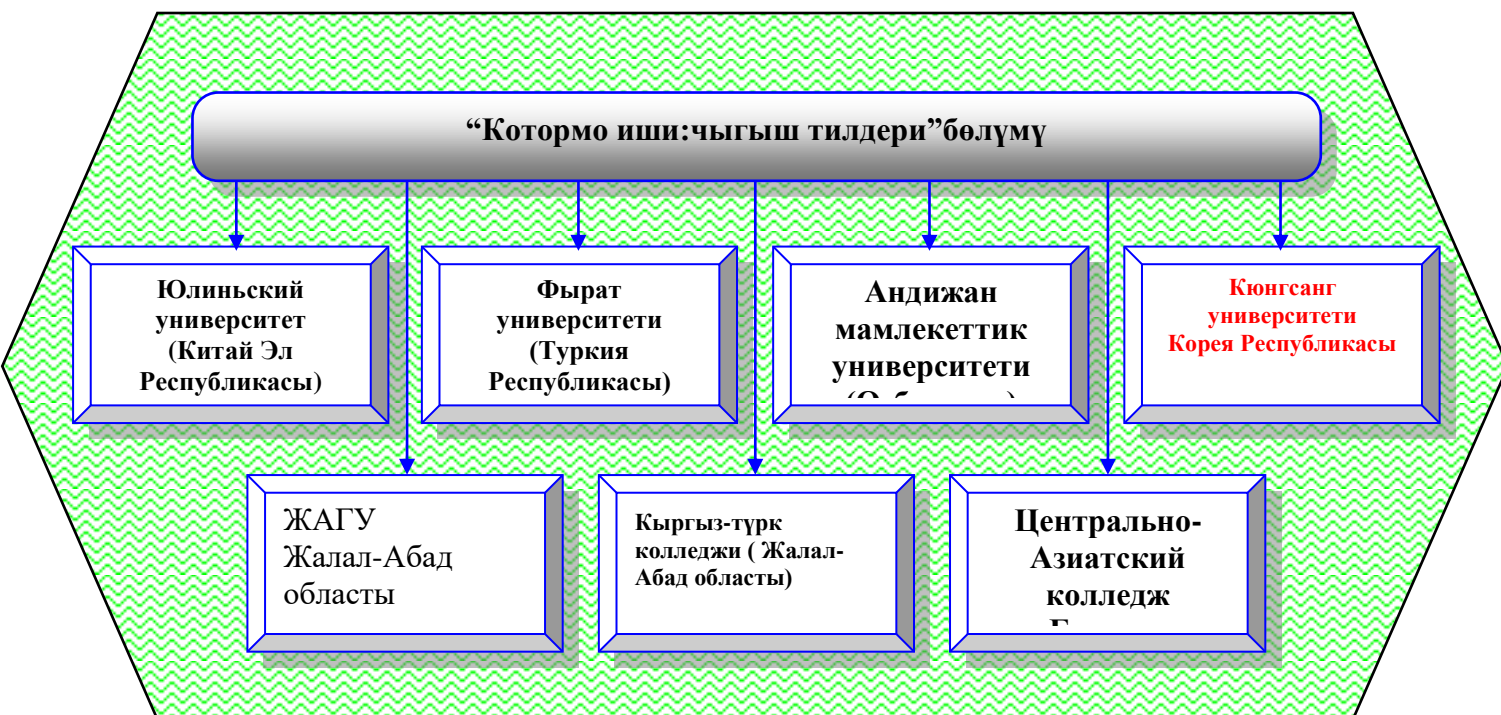 “Котормо иши:чыгыш тилдери”бөлүмү
Юлиньский
университет
(Китай Эл
Республикасы)
Фырат
университети
(Туркия
Республикасы)
Андижан
мамлекеттик
университети
Кюнгсанг
университети
Корея Республикасы
ЖАГУ
Жалал-Абад
областы
Кыргыз-түрк
колледжи ( Жалал-
Абад областы)
Центрально-
Азиатский
колледж